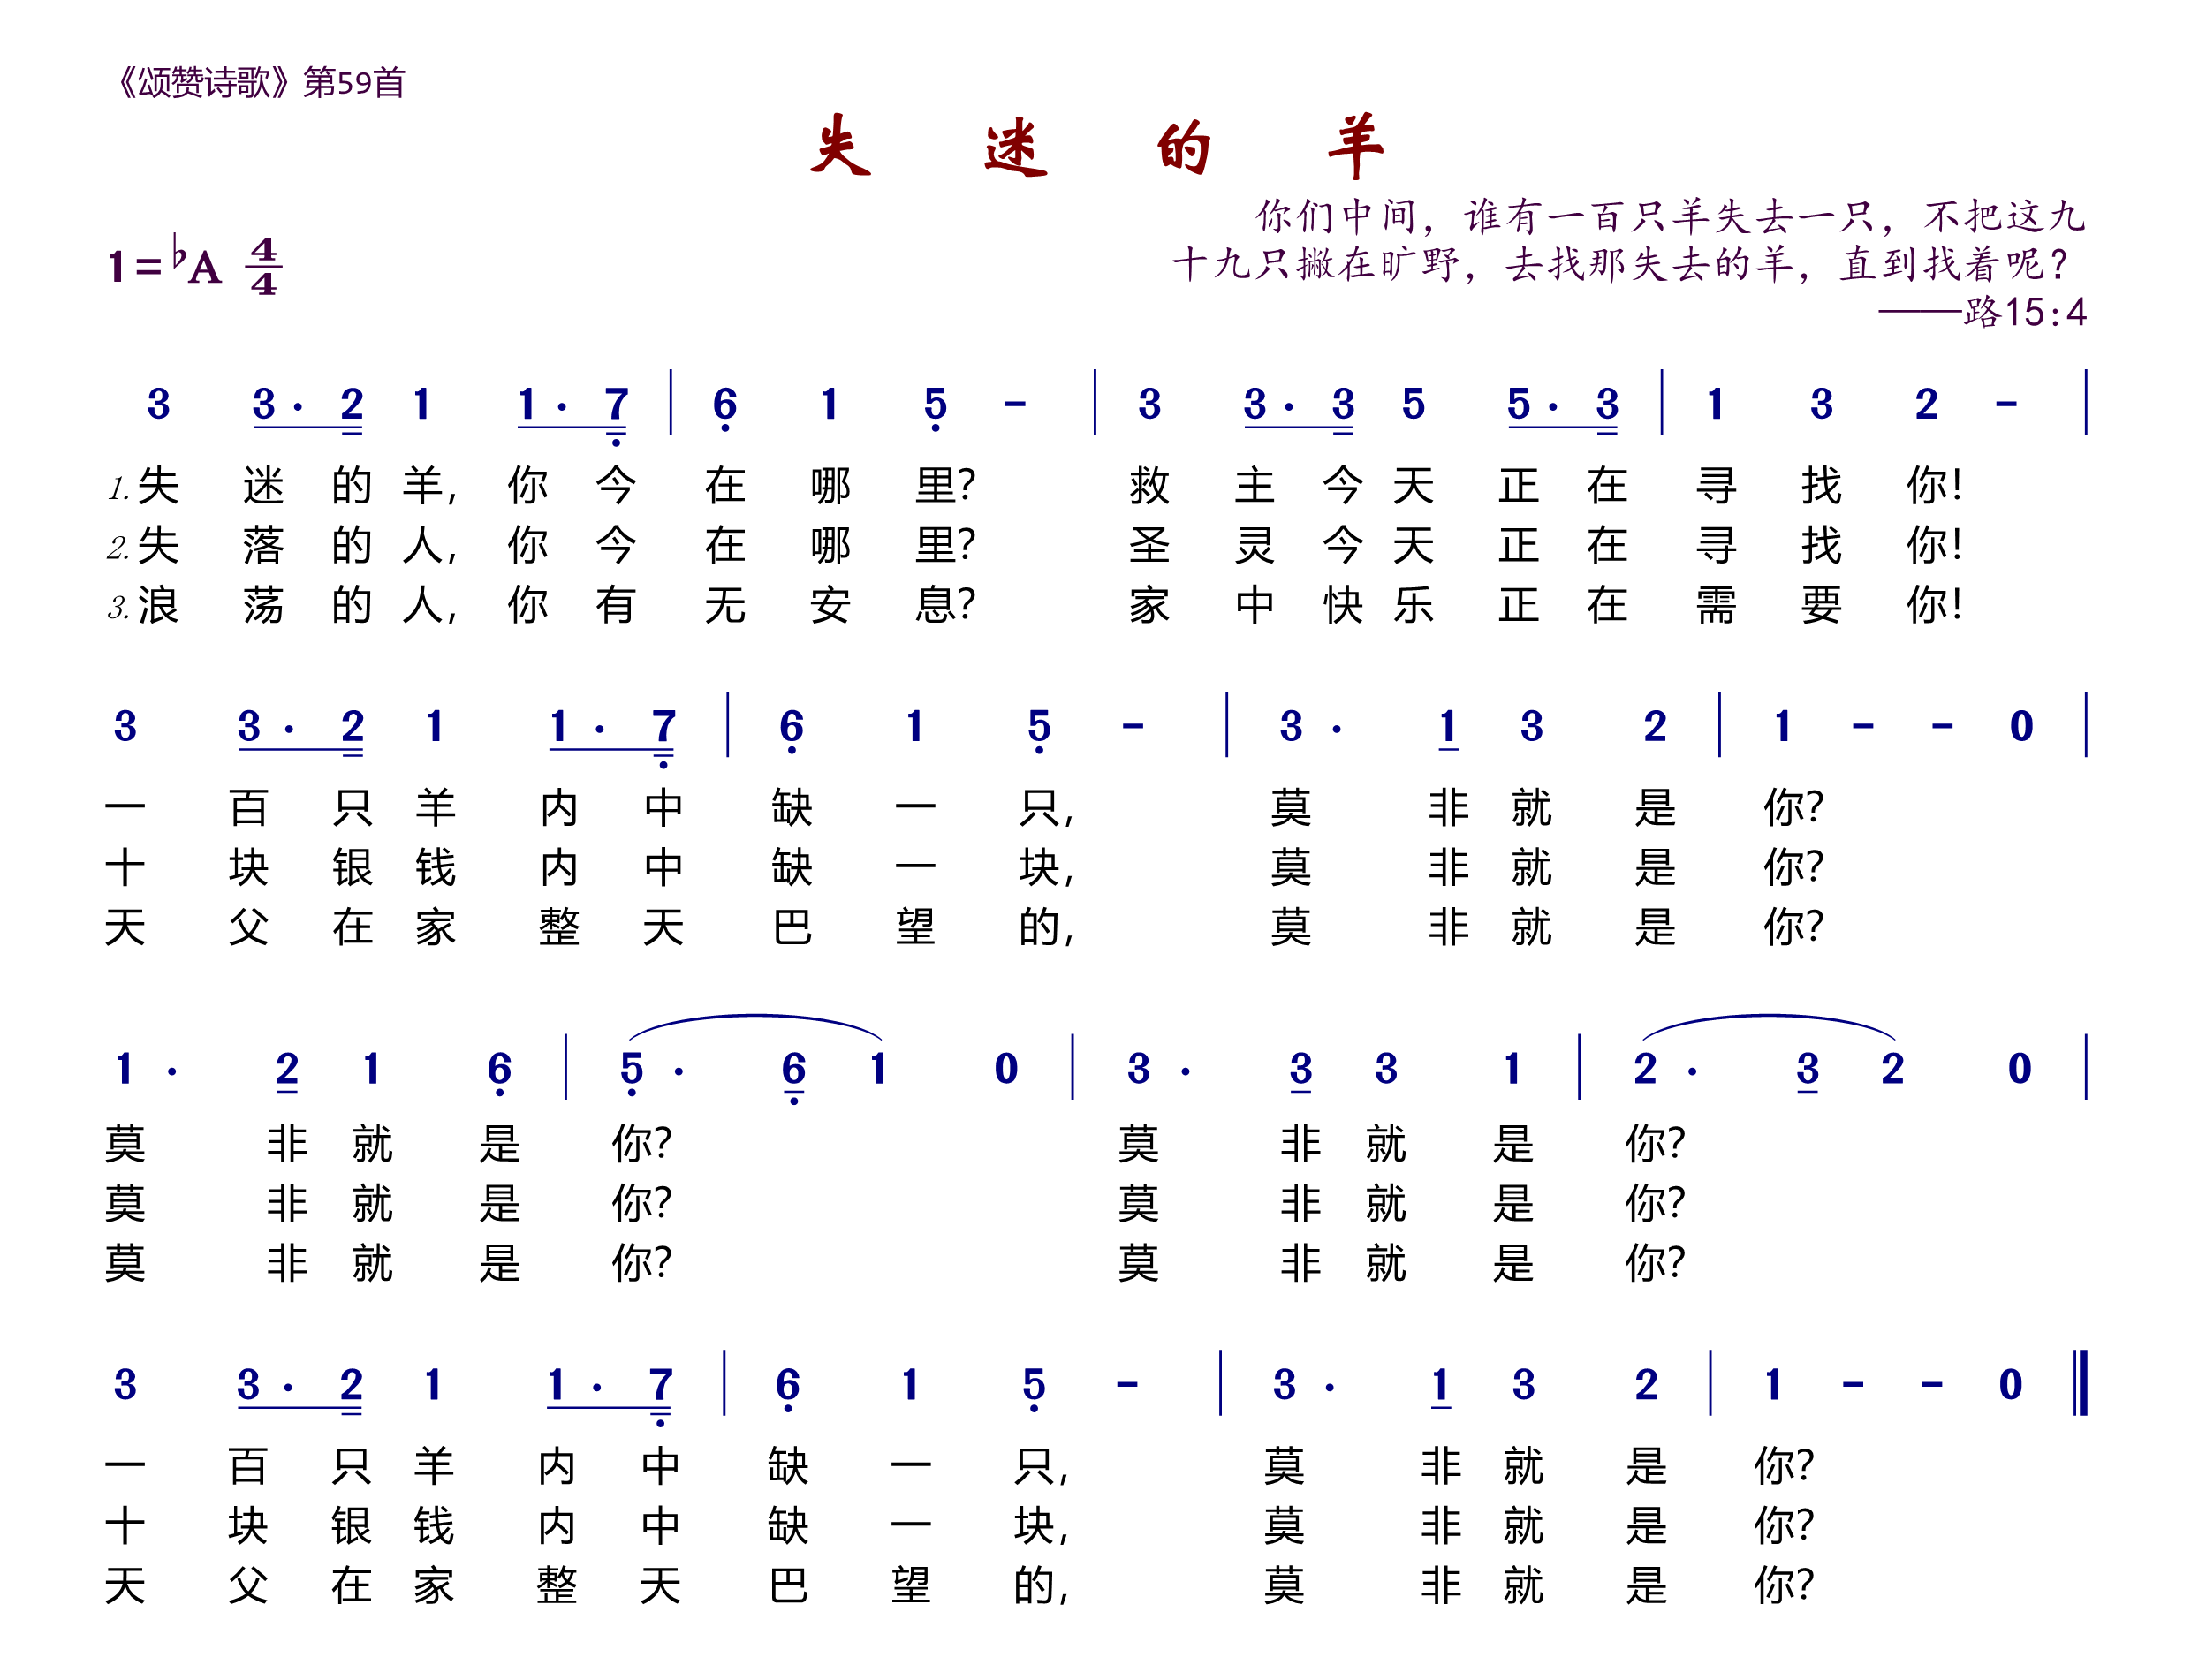 《颂赞诗歌》第59首
失 迷 的 羊
你们中间，谁有一百只羊失去一只，不把这九
十九只撇在旷野，去找那失去的羊，直到找着呢？
——路15:4
1=♭A 4/4
3 3· 2 1 1· 7 | 6 1 5 - | 3 3· 3 5 5· 3 | 1 3 2 - |
1.失 迷 的 羊, 你 今 在 哪 里? 救 主 今 天 正 在 寻 找 你!
2.失 落 的 人, 你 今 在 哪 里? 圣 灵 今 天 正 在 寻 找 你!
3.浪 荡 的 人, 你 有 无 安 息? 家 中 快 乐 正 在 需 要 你!
3 3· 2 1 1· 7 | 6 1 5 - | 3· 1 3 2 | 1 - - 0 |
一 百 只 羊 内 中 缺 一 只, 莫 非 就 是 你?
十 块 银 钱 内 中 缺 一 块, 莫 非 就 是 你?
天 父 在 家 整 天 巴 望 的, 莫 非 就 是 你?
1· 2 1 6 | 5· 6 1 0 | 3· 3 3 1 | 2· 3 2 0 |
莫 非 就 是 你? 莫 非 就 是 你?
莫 非 就 是 你? 莫 非 就 是 你?
莫 非 就 是 你? 莫 非 就 是 你?
3 3· 2 1 1· 7 | 6 1 5 - | 3· 1 3 2 | 1 - - 0 ‖
一 百 只 羊 内 中 缺 一 只, 莫 非 就 是 你?
十 块 银 钱 内 中 缺 一 块, 莫 非 就 是 你?
天 父 在 家 整 天 巴 望 的, 莫 非 就 是 你?